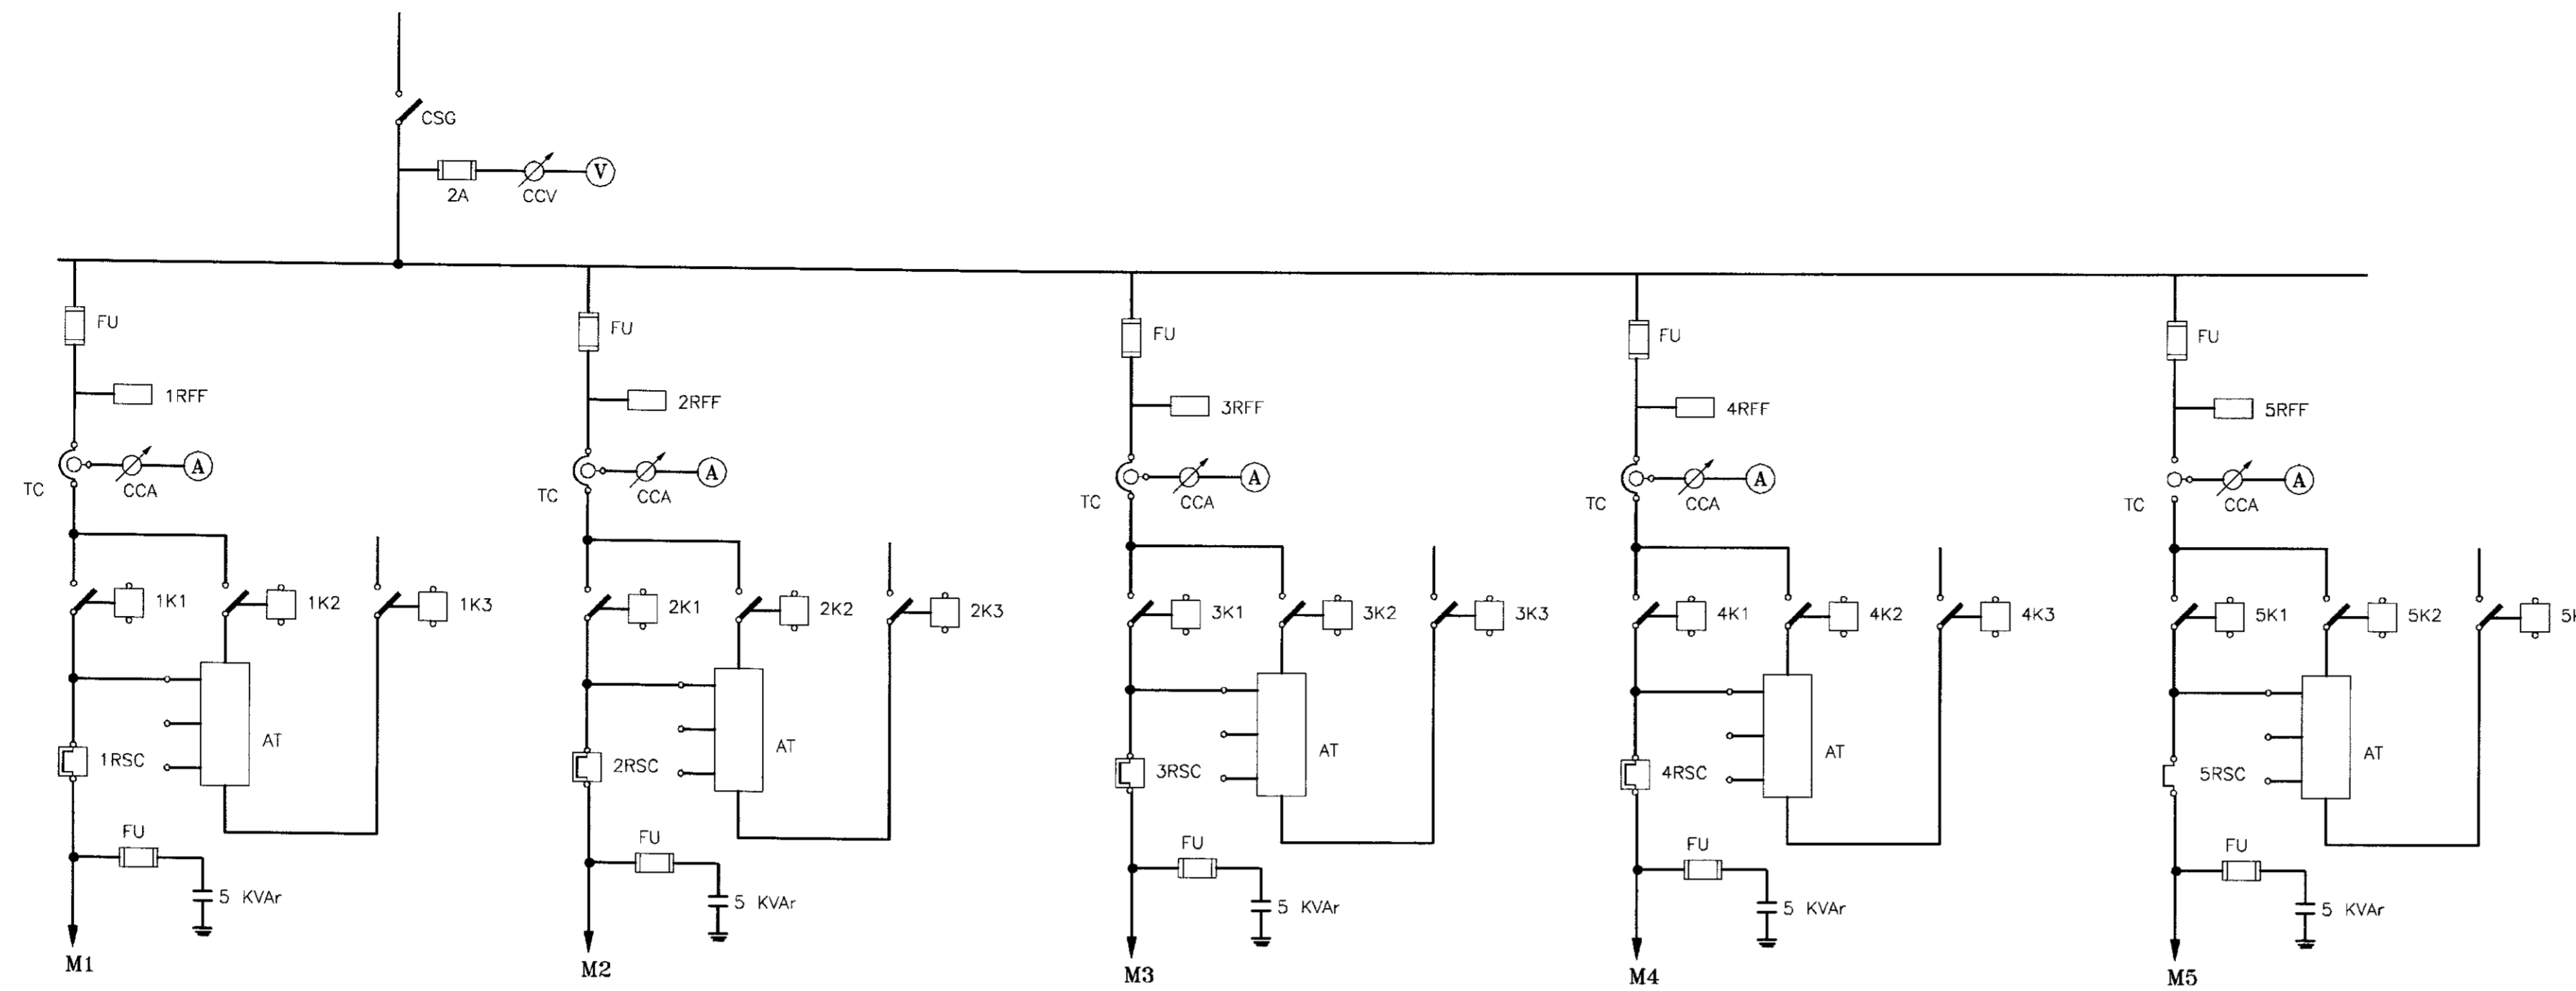 CSG
V
2A
CCV
FU
FU
FU
FU
FU
1RFF
2RFF
3RFF
4RFF
5RFF
A
A
A
A
A
TC
CCA
TC
CCA
TC
CCA
TC
CCA
TC
CCA
1K1
1K2
1K3
2K1
2K2
2K3
3K1
3K2
3K3
4K1
4K2
4K3
5K1
5K2
5K
AT
AT
AT
AT
AT
1RSC
2RSC
3RSC
4RSC
5RSC
FU
FU
FU
FU
FU
5 KVAr
5 KVAr
5 KVAr
5 KVAr
5 KVAr
M1
M2
M3
M4
M5